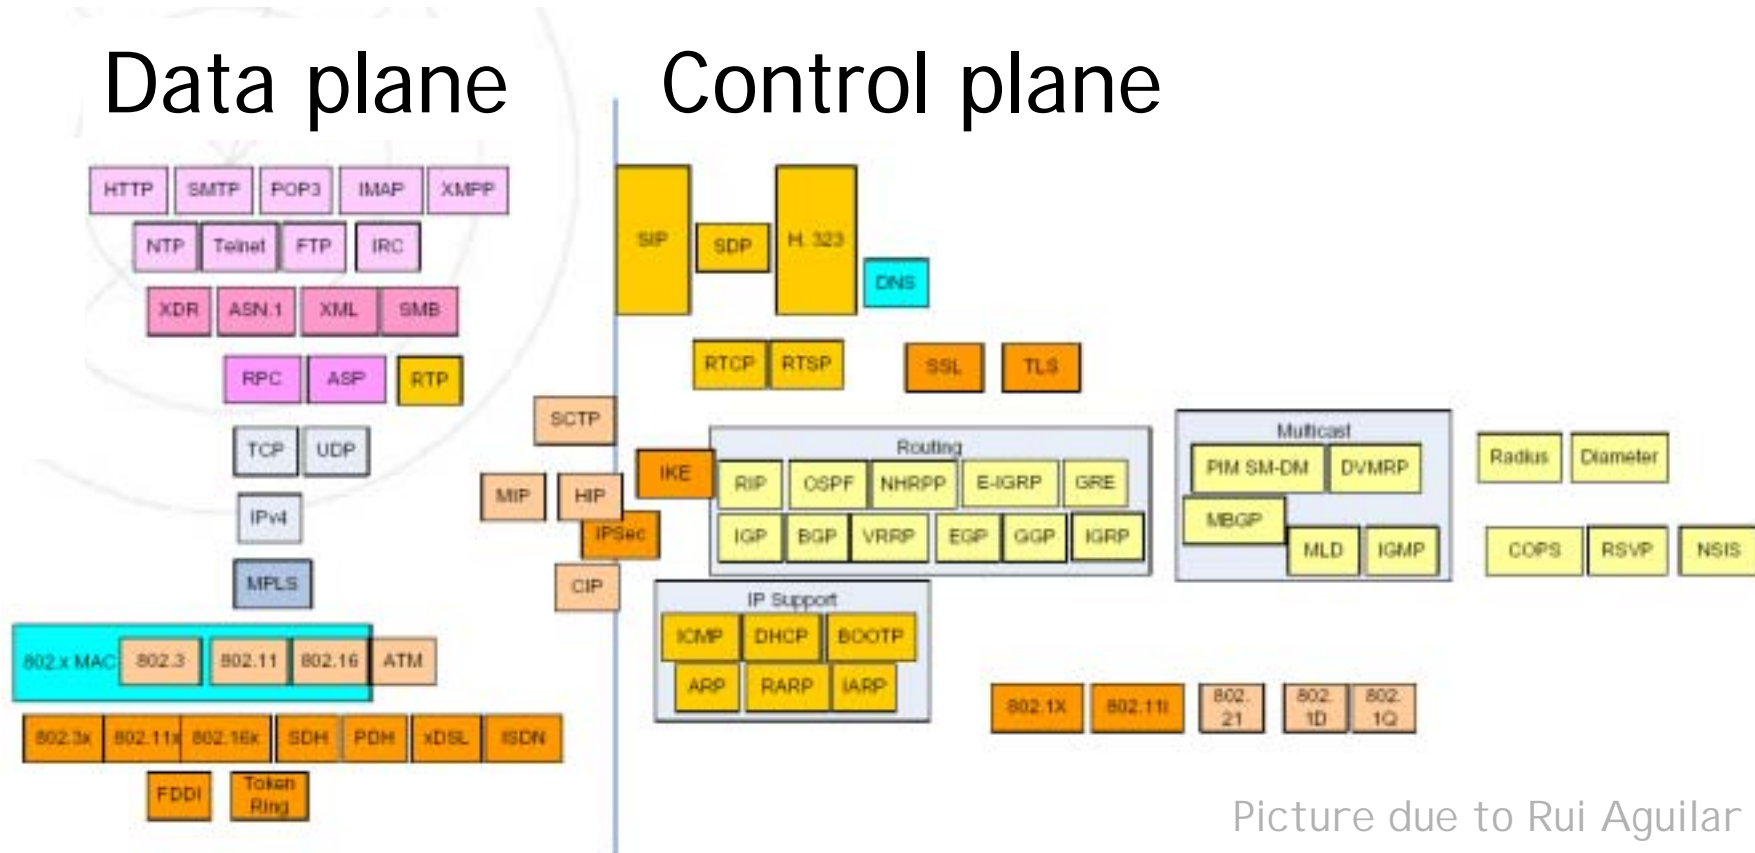 Data plane Control plane
HTTP SMTP POP3 IMAP XMPP
NTP Telnet FTP IRC
XDR ASN.1 XML SMB
RPC ASP RTP
TCP UDP
IPv4
MPLS
802.x MAC 802.3 802.11 802.16 ATM
802.3x 802.11x 802.16x SDH PDH xDSL ISDN
FDDI Token
Ring
SCTP
MIP HIP
IPSec
CIP
SIP SDP H. 323
DNS
RTCP RTSP SSL TLS
IKE
Routing
RIP OSPF NHRPP E-IGRP GRE
IGP BGP VRRP EGP GGP IGRP
Multicast
PIM SM-DM DVMRP
MBGP
MLD IGMP
Radius Diameter
COPS RSVP NSIS
IP Support
ICMP DHCP BOOTP
ARP RARP IARP
802.1X 802.11i 802.
21 802.
1D 802.
1Q
Picture due to Rui Aguilar